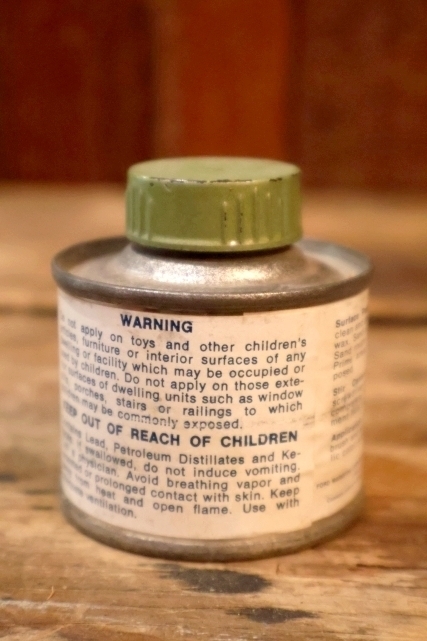 WARNING
not apply on toys and other children's
furniture or interior surfaces of any
or facility which may be occupied or
by children. Do not apply on those exte-
surfaces of dwelling units such as window
porches, stairs or railings to which
may be commonly exposed.
OUT OF REACH OF CHILDREN
Lead, Petroleum Distillates and Ke-
swallowed, do not induce vomiting.
physician. Avoid breathing vapor and
or prolonged contact with skin. Keep
heat and open flame. Use with
ventilation.